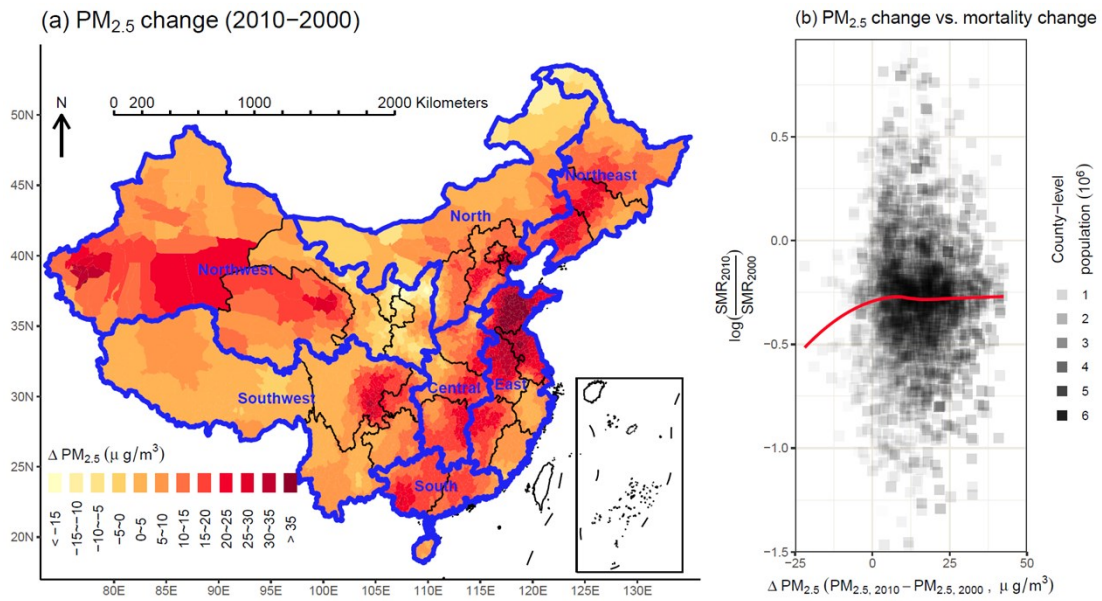 (a) PM2.5 change (2010−2000)
N
0 200 1000 2000 Kilometers
50N
45N
40N
35N
30N
25N
20N
Northeast
North
Northwest
Central
East
Southwest
South
Δ PM2.5 (μ g/m³)
< −15
−15~−10
−10~−5
−5~0
0~5
5~10
10~15
15~20
20~25
25~30
30~35
> 35
80E 85E 90E 95E 100E 105E 110E 115E 120E 125E 130E
(b) PM2.5 change vs. mortality change
log(SMR2010/SMR2000)
0.5
0.0
−0.5
−1.0
−1.5
−25 0 25 50
Δ PM2.5 (PM2.5, 2010−PM2.5, 2000 , μ g/m³)
County−level
population (10⁶)
1
2
3
4
5
6